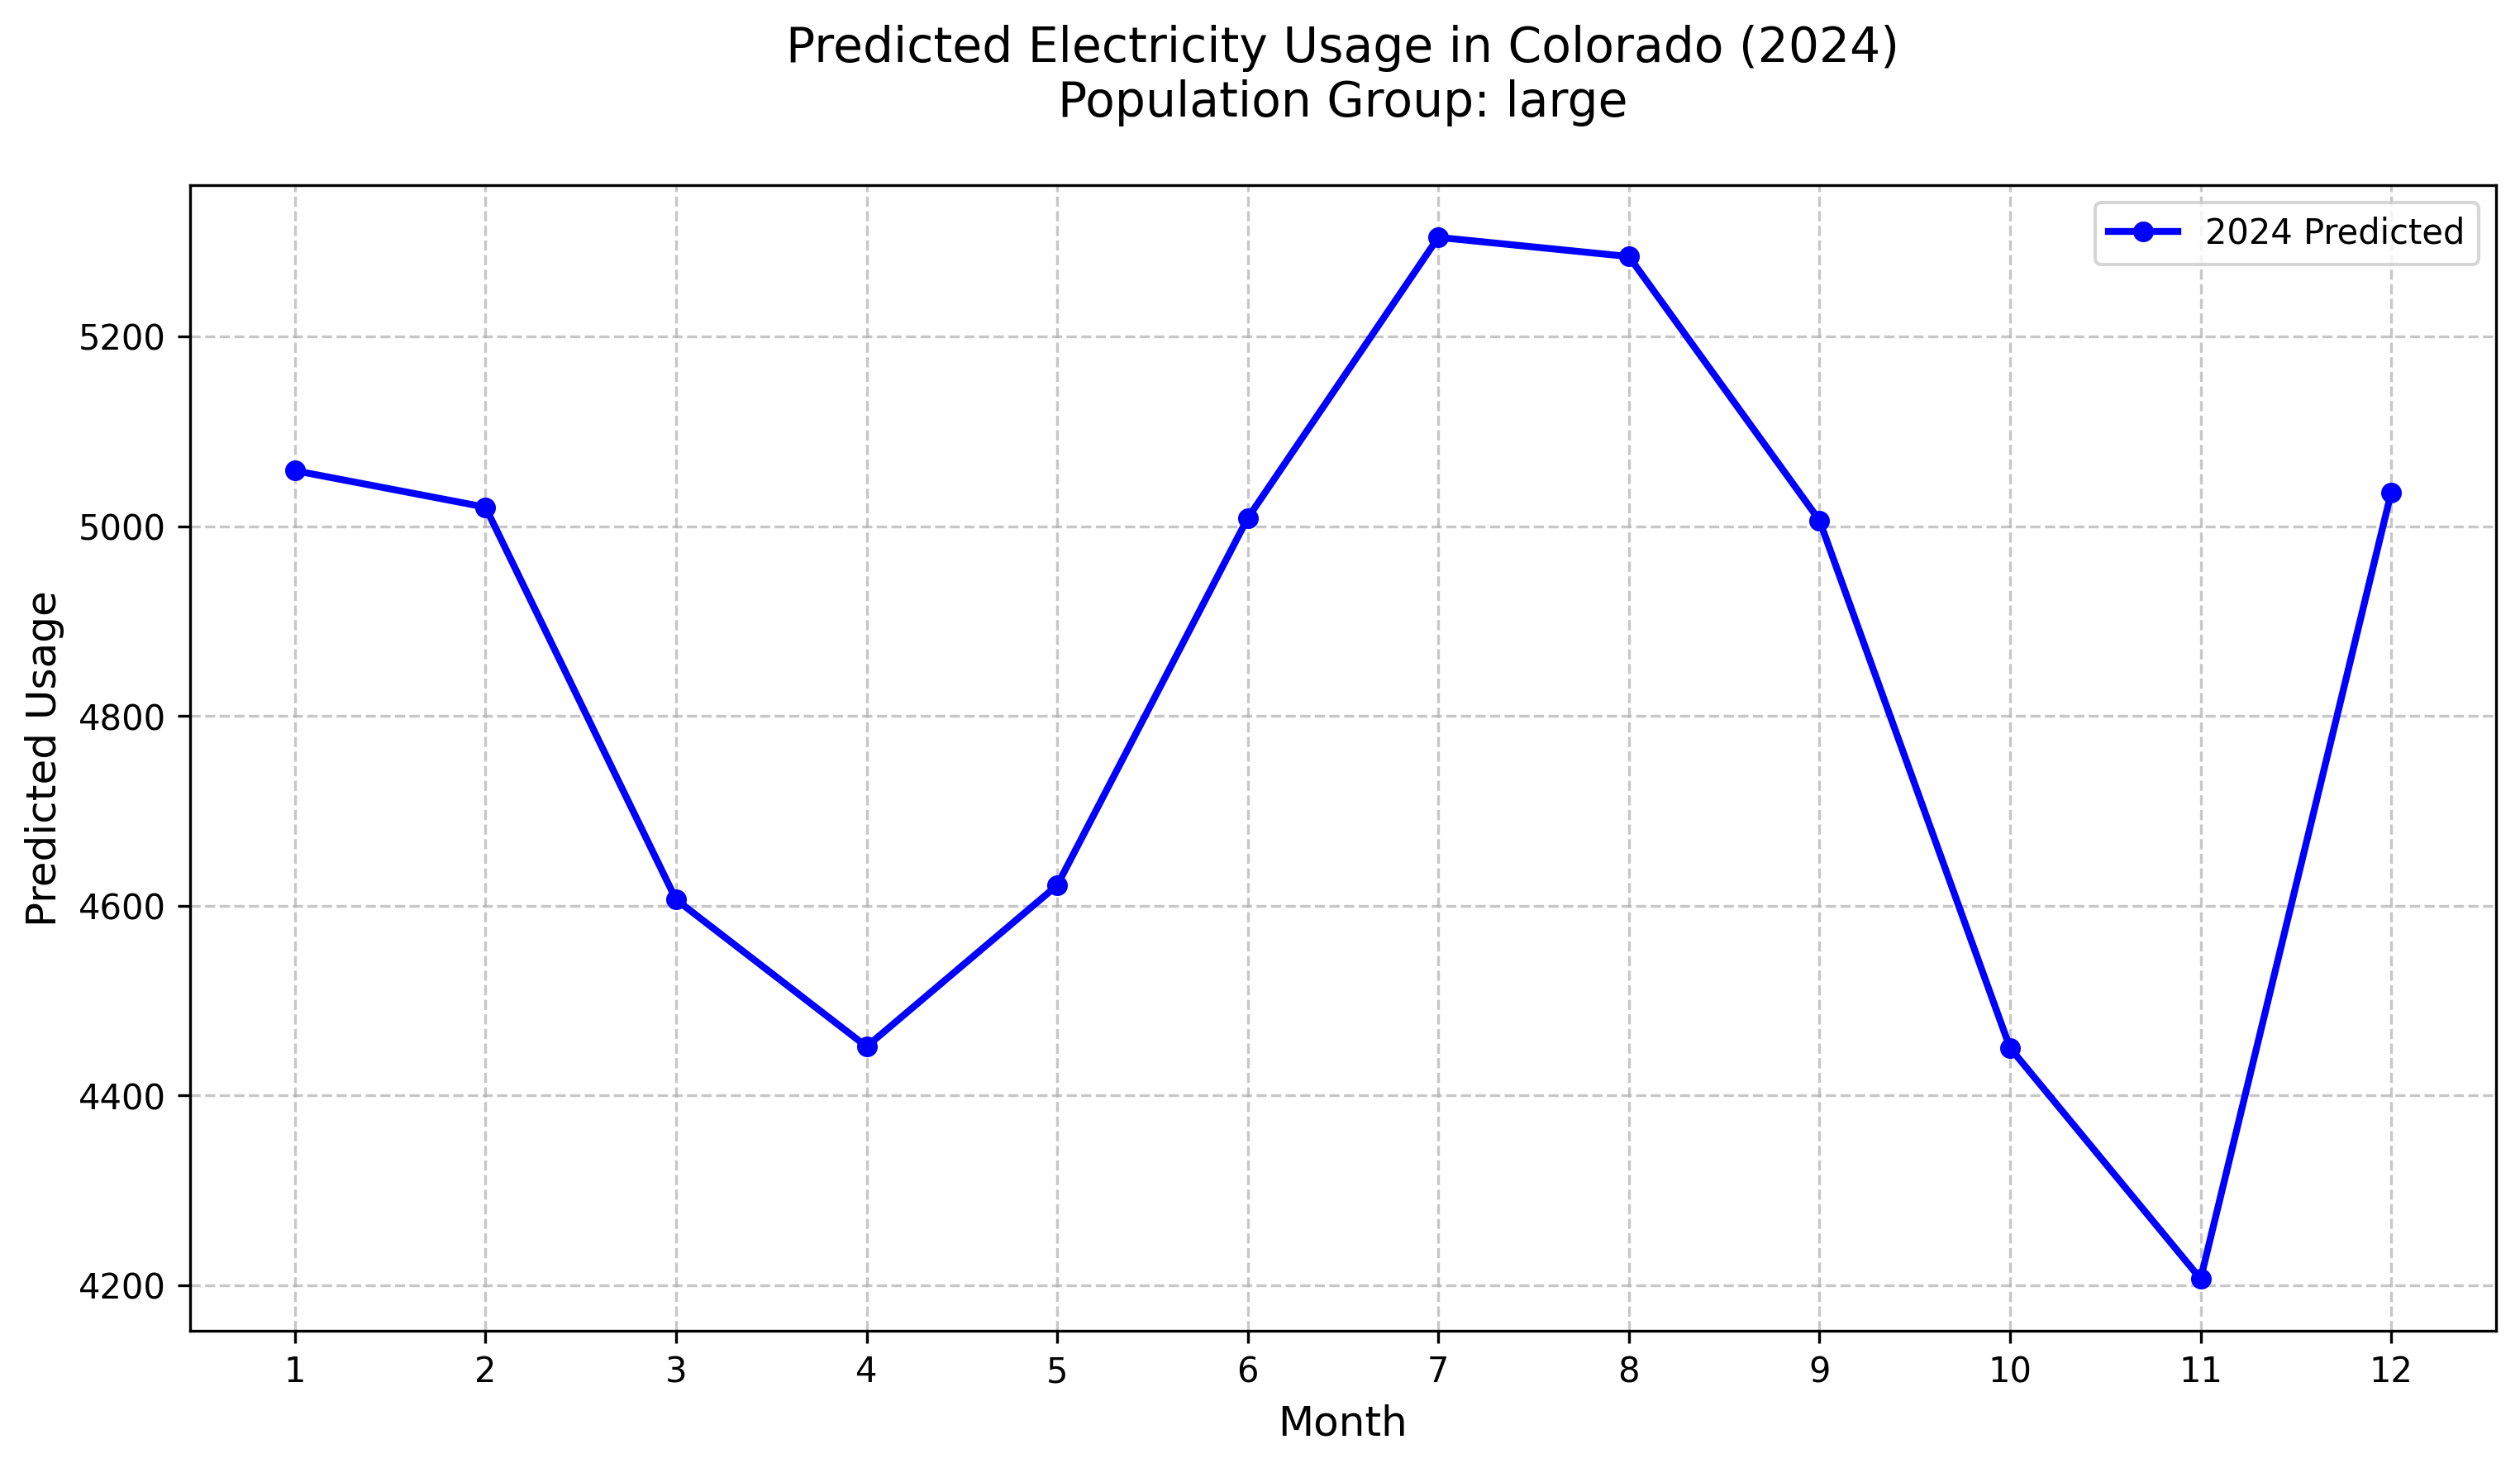 Predicted Electricity Usage in Colorado (2024)
Population Group: large
2024 Predicted
Predicted Usage
5200
5000
4800
4600
4400
4200
1 2 3 4 5 6 7 8 9 10 11 12
Month